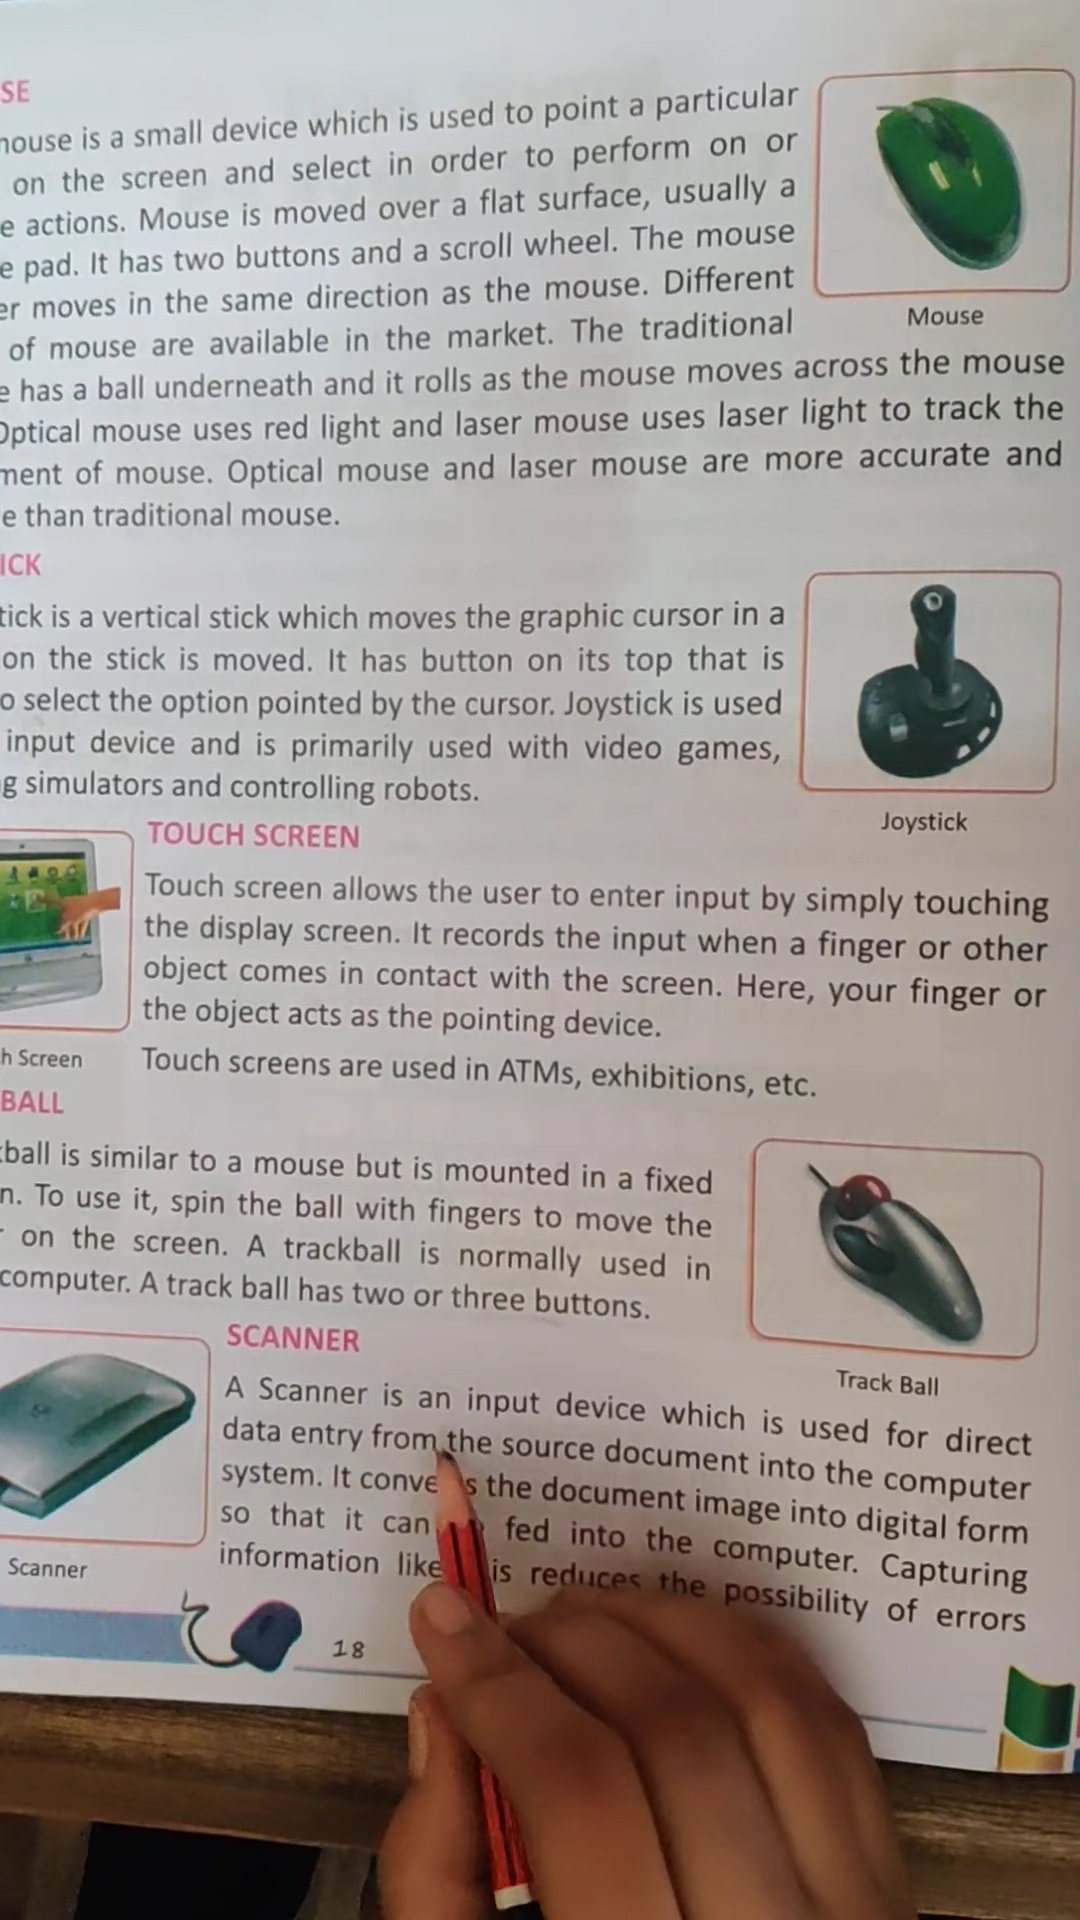 SE
mouse is a small device which is used to point a particular
on the screen and select in order to perform on or
e actions. Mouse is moved over a flat surface, usually a
e pad. It has two buttons and a scroll wheel. The mouse
er moves in the same direction as the mouse. Different
of mouse are available in the market. The traditional
Mouse
e has a ball underneath and it rolls as the mouse moves across the mouse
Optical mouse uses red light and laser mouse uses laser light to track the
ment of mouse. Optical mouse and laser mouse are more accurate and
e than traditional mouse.
ICK
tick is a vertical stick which moves the graphic cursor in a
on the stick is moved. It has button on its top that is
o select the option pointed by the cursor. Joystick is used
input device and is primarily used with video games,
g simulators and controlling robots.
Joystick
TOUCH SCREEN
Touch screen allows the user to enter input by simply touching
the display screen. It records the input when a finger or other
object comes in contact with the screen. Here, your finger or
the object acts as the pointing device.
h Screen
Touch screens are used in ATMs, exhibitions, etc.
BALL
kball is similar to a mouse but is mounted in a fixed
n. To use it, spin the ball with fingers to move the
r on the screen. A trackball is normally used in
computer. A track ball has two or three buttons.
Track Ball
SCANNER
A Scanner is an input device which is used for direct
data entry from the source document into the computer
system. It conve s the document image into digital form
so that it can fed into the computer. Capturing
information like is reduces the possibility of errors
Scanner
18